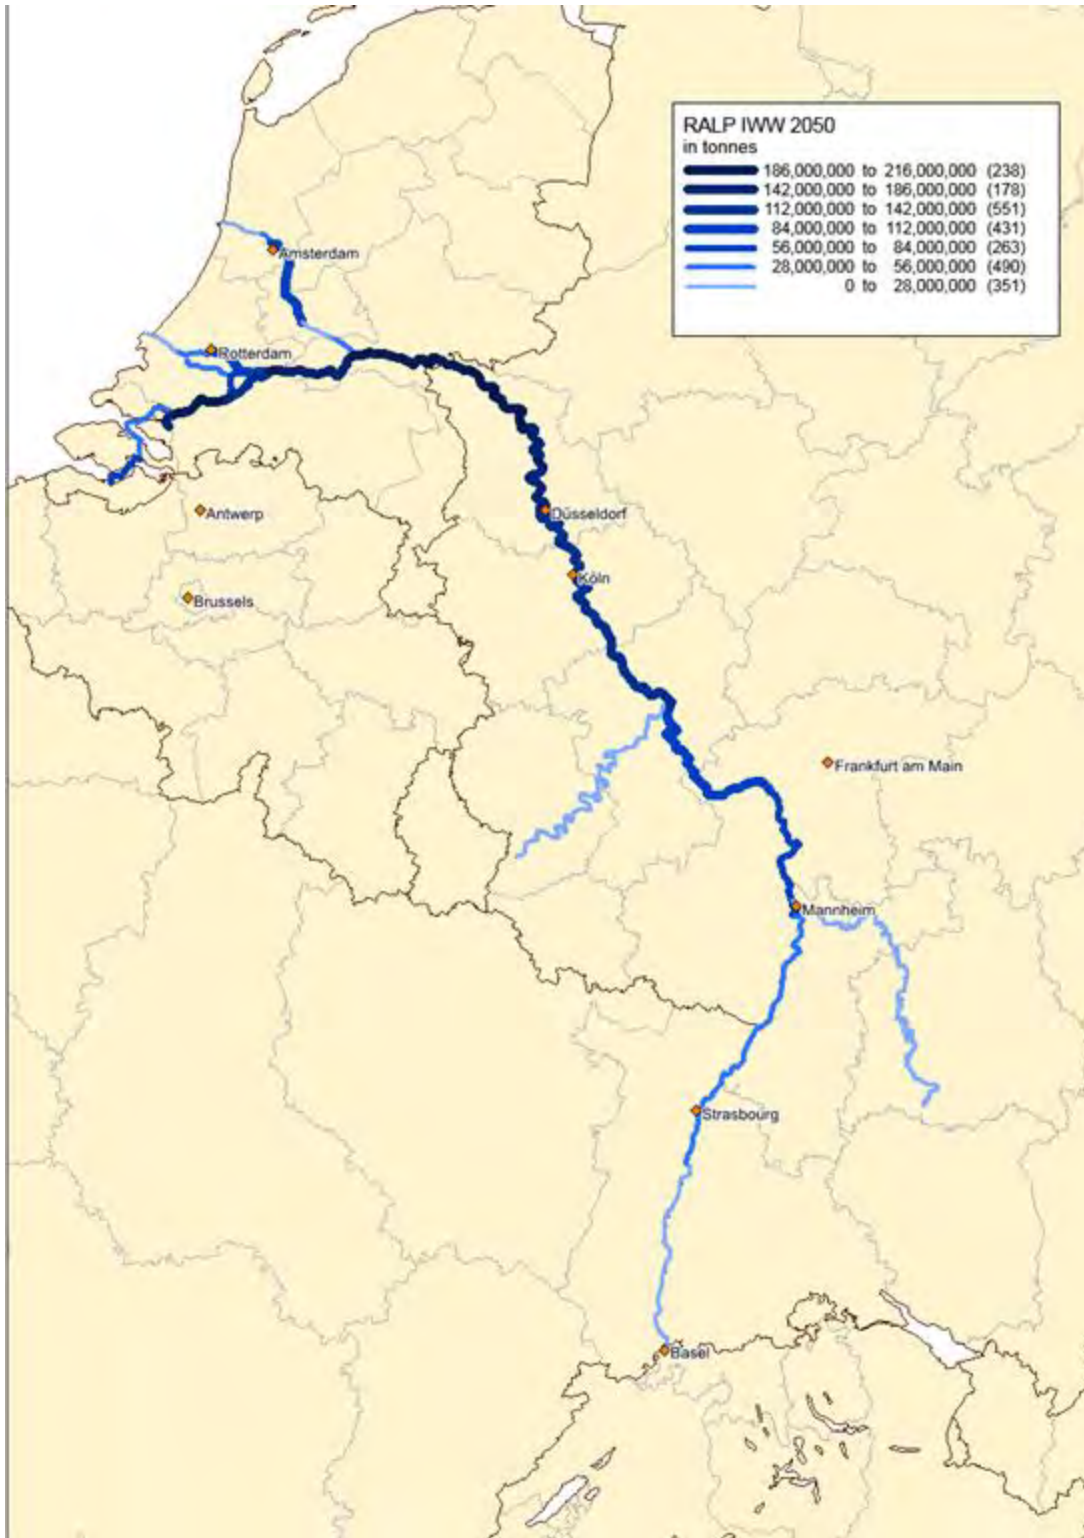 RALP IWW 2050
in tonnes
186,000,000 to 216,000,000 (238)
142,000,000 to 186,000,000 (178)
112,000,000 to 142,000,000 (551)
84,000,000 to 112,000,000 (431)
56,000,000 to 84,000,000 (263)
28,000,000 to 56,000,000 (490)
0 to 28,000,000 (351)
Amsterdam
Rotterdam
Antwerp
Düsseldorf
Köln
Brussels
Frankfurt am Main
Mannheim
Strasbourg
Basel